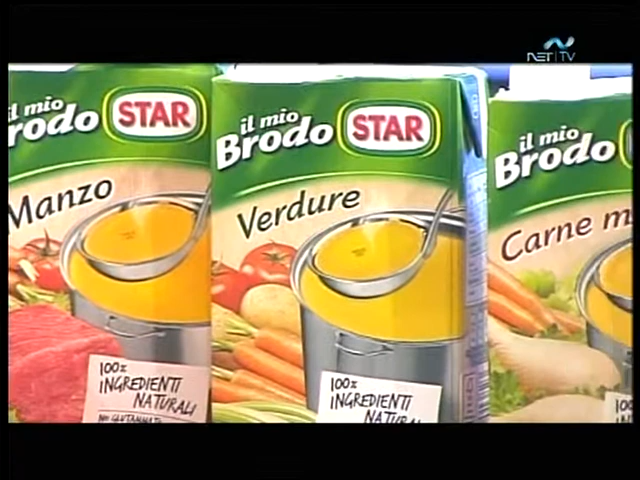 NET TV
il mio
Brodo
STAR
Manzo
100%
INGREDIENTI
NATURALI
il mio
Brodo
STAR
Verdure
100%
INGREDIENTI
il mio
Brodo
Carne